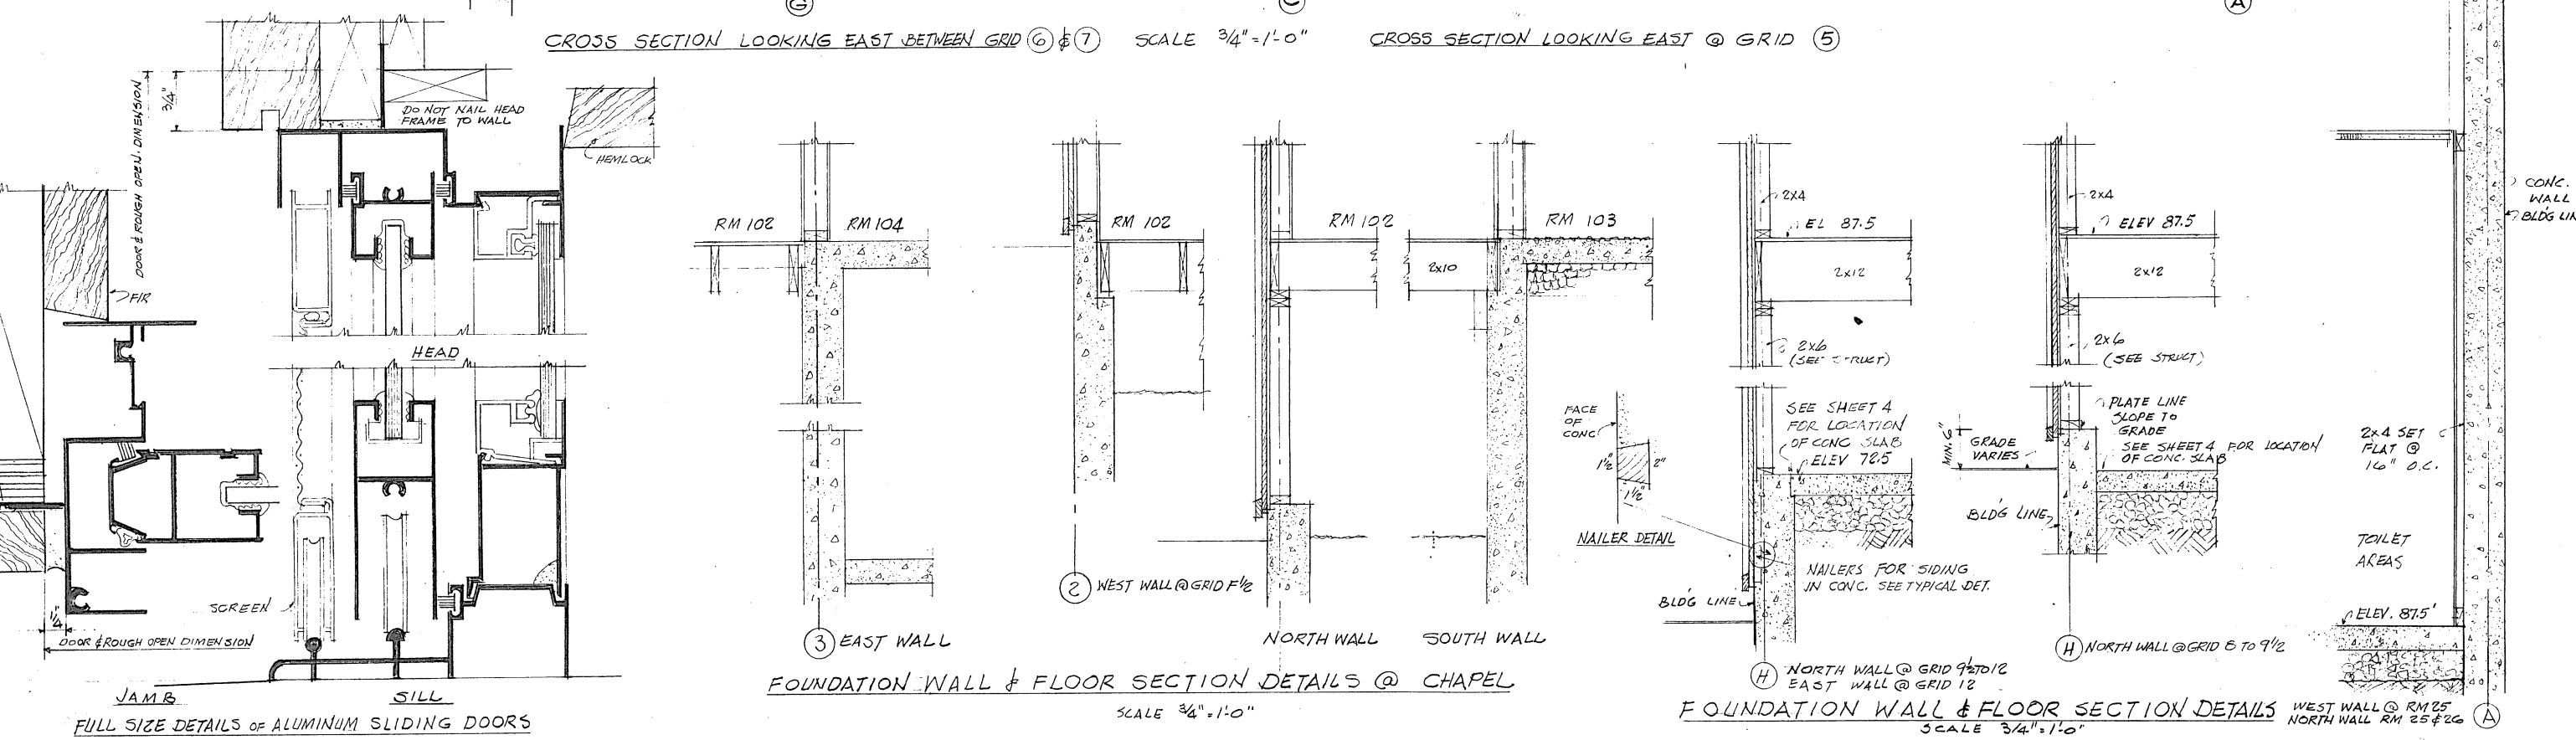 G
C
A
CROSS SECTION LOOKING EAST BETWEEN GRID 6 & 7 SCALE 3/4"=1'-0"
CROSS SECTION LOOKING EAST @ GRID 5
DOOR & ROUGH OPEN. DIMENSION
3/4"
DO NOT NAIL HEAD
FRAME TO WALL
HEMLOCK
FIR
HEAD
SCREEN
1/4"
DOOR & ROUGH OPEN DIMENSION
JAMB
SILL
FULL SIZE DETAILS OF ALUMINUM SLIDING DOORS
RM 102
RM 104
3 EAST WALL
RM 102
2 WEST WALL @ GRID F 1/2
RM 102
NORTH WALL
2x10
RM 103
SOUTH WALL
FOUNDATION WALL & FLOOR SECTION DETAILS @ CHAPEL
SCALE 3/4"=1'-0"
FACE
OF
CONC
1 1/2"
2"
1 1/2"
NAILER DETAIL
2x4
EL 87.5
2x12
2x6
(SEE STRUCT)
SEE SHEET 4
FOR LOCATION
OF CONC SLAB
ELEV 72.5
NAILERS FOR SIDING
IN CONC. SEE TYPICAL DET.
BLD'G LINE
H NORTH WALL @ GRID 9 1/2 TO 12
EAST WALL @ GRID 12
2x4
ELEV 87.5
2x12
2x6
(SEE STRUCT)
PLATE LINE
SLOPE TO
GRADE
SEE SHEET 4 FOR LOCATION
OF CONC. SLAB
MIN. 6"
GRADE
VARIES
BLD'G LINE
H NORTH WALL @ GRID 8 TO 9 1/2
FOUNDATION WALL & FLOOR SECTION DETAILS
SCALE 3/4"=1'-0"
CONC.
WALL
BLD'G LIN
2x4 SET
FLAT @
16" O.C.
TOILET
AREAS
ELEV. 87.5'
WEST WALL @ RM 25
NORTH WALL RM 25 & 26 A